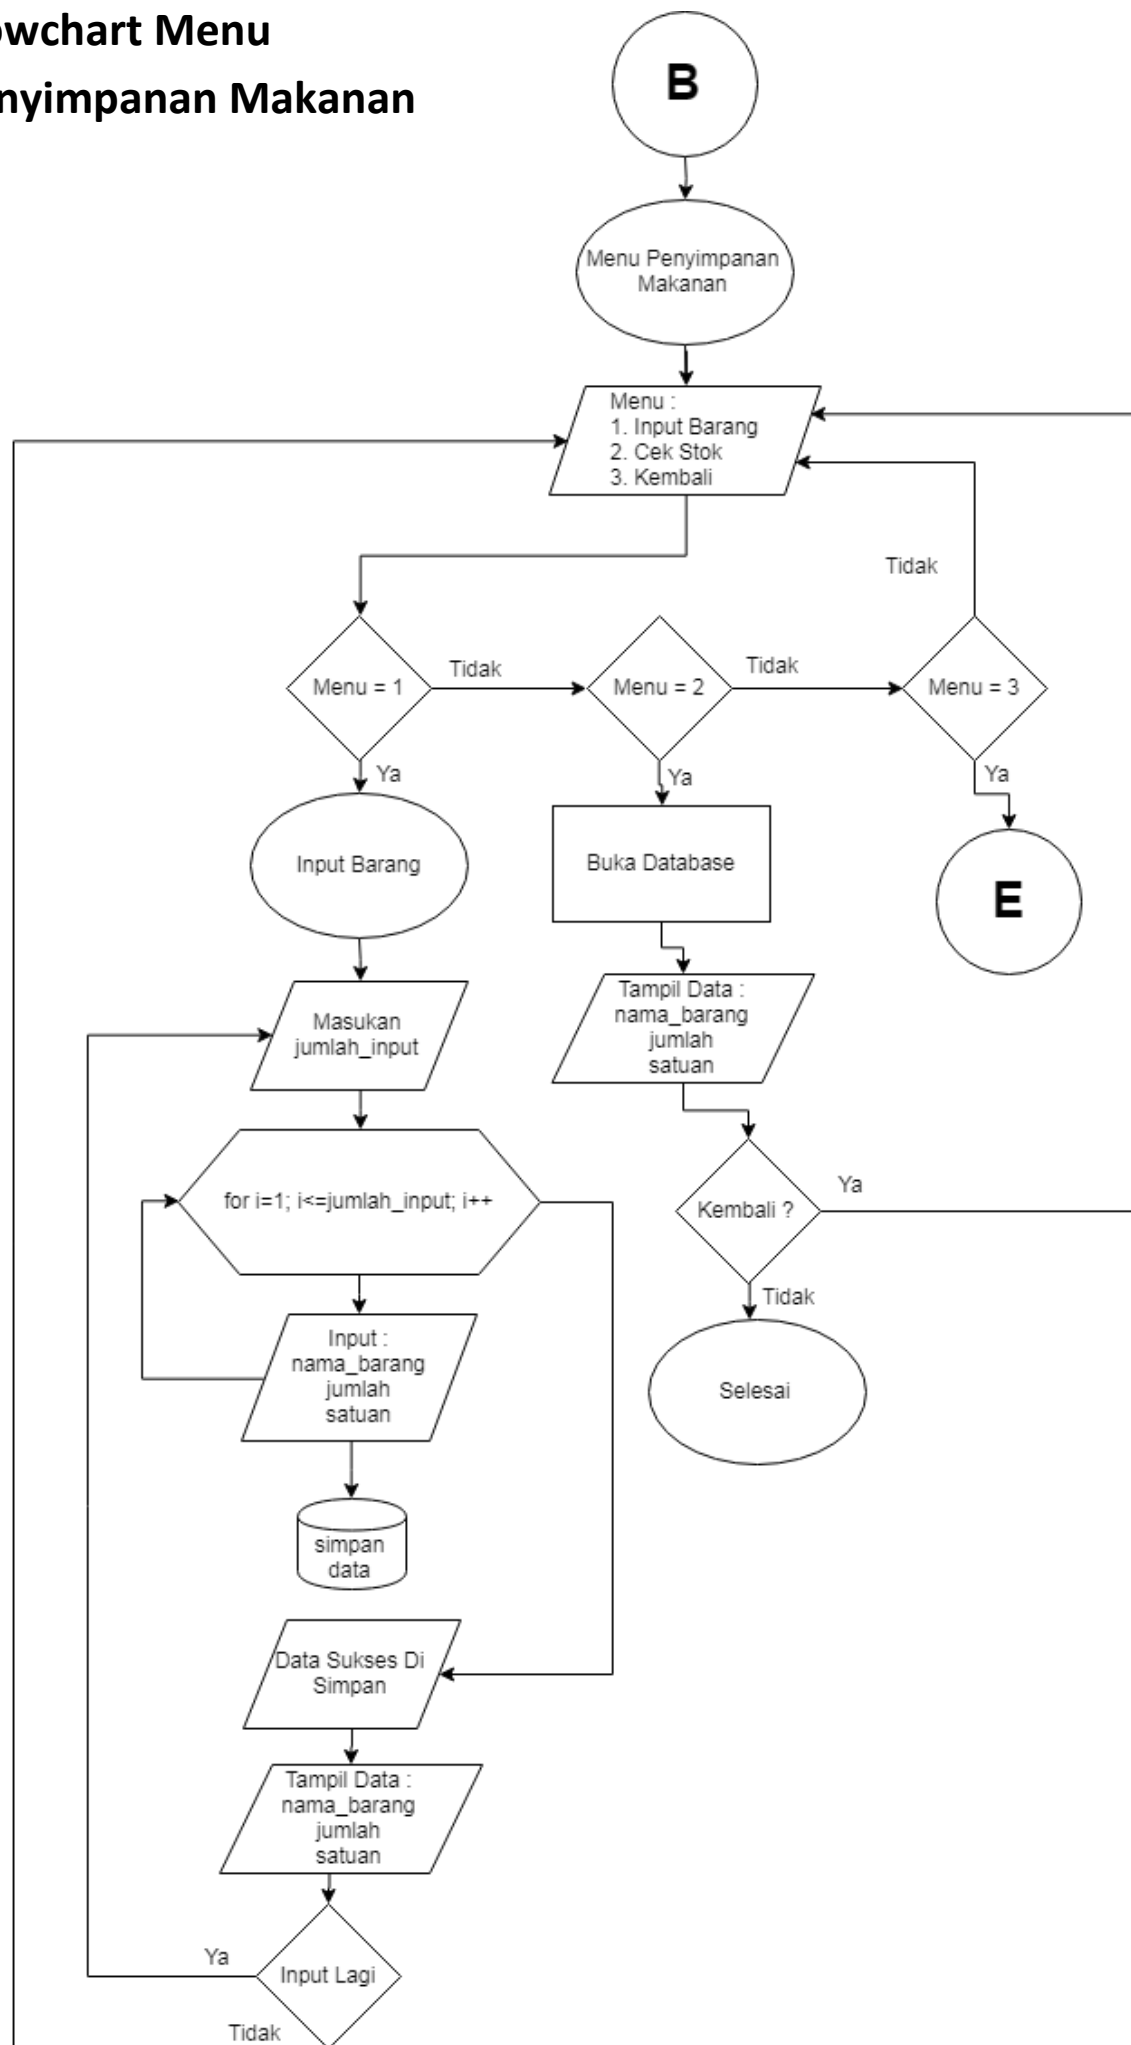 owchart Menu
nyimpanan Makanan
B
Menu Penyimpanan
Makanan
Menu :
1. Input Barang
2. Cek Stok
3. Kembali
Tidak
Menu = 1
Tidak
Menu = 2
Tidak
Menu = 3
Ya
Ya
Ya
Input Barang
Buka Database
E
Masukan
jumlah_input
Tampil Data :
nama_barang
jumlah
satuan
for i=1; i<=jumlah_input; i++
Kembali ?
Ya
Tidak
Input :
nama_barang
jumlah
satuan
Selesai
simpan
data
Data Sukses Di
Simpan
Tampil Data :
nama_barang
jumlah
satuan
Ya
Input Lagi
Tidak